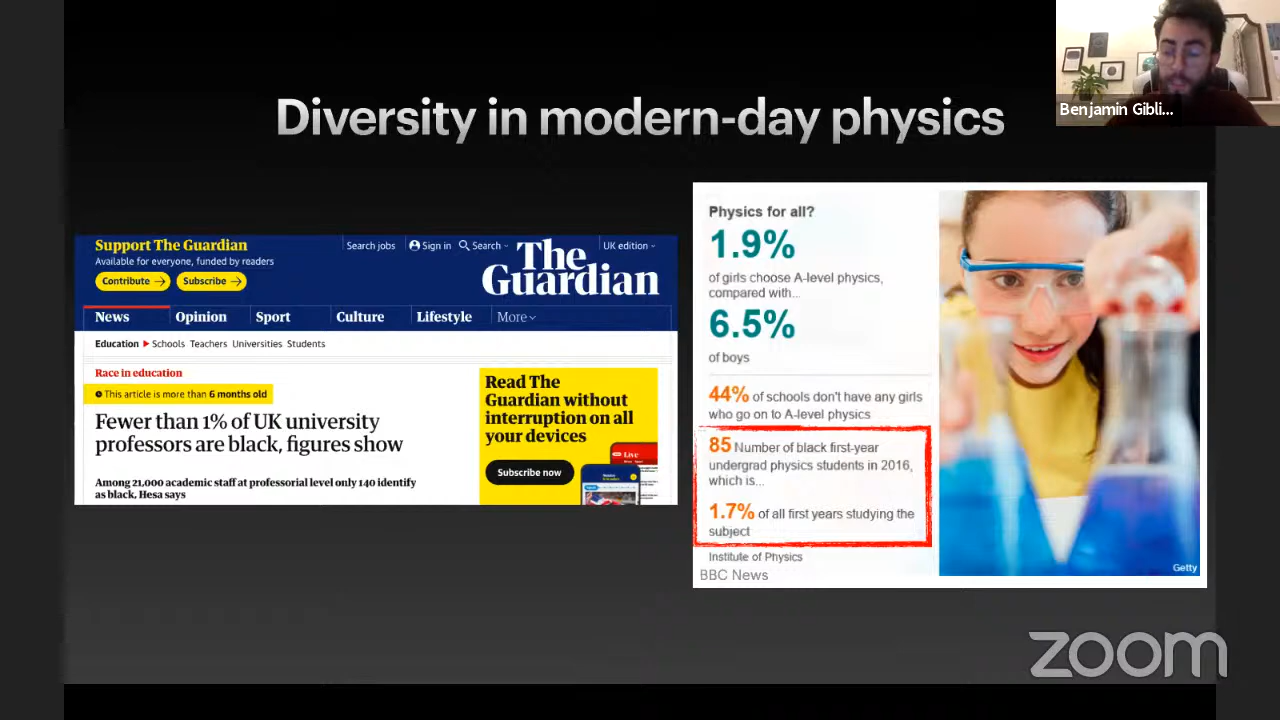 Diversity in modern-day physics
Benjamin Gibli...
Support The Guardian
Available for everyone, funded by readers
Contribute →
Subscribe →
Search jobs
Sign in
Search
UK edition
The
Guardian
News
Opinion
Sport
Culture
Lifestyle
More
Education
Schools
Teachers
Universities
Students
Race in education
This article is more than 6 months old
Fewer than 1% of UK university
professors are black, figures show
Among 21,000 academic staff at professorial level only 140 identify
as black, Hesa says
Read The
Guardian without
interruption on all
your devices
Subscribe now
Live
Physics for all?
1.9%
of girls choose A-level physics,
compared with...
6.5%
of boys
44% of schools don't have any girls
who go on to A-level physics
85 Number of black first-year
undergrad physics students in 2016,
which is...
1.7% of all first years studying the
subject
Institute of Physics
BBC News
Getty
zoom